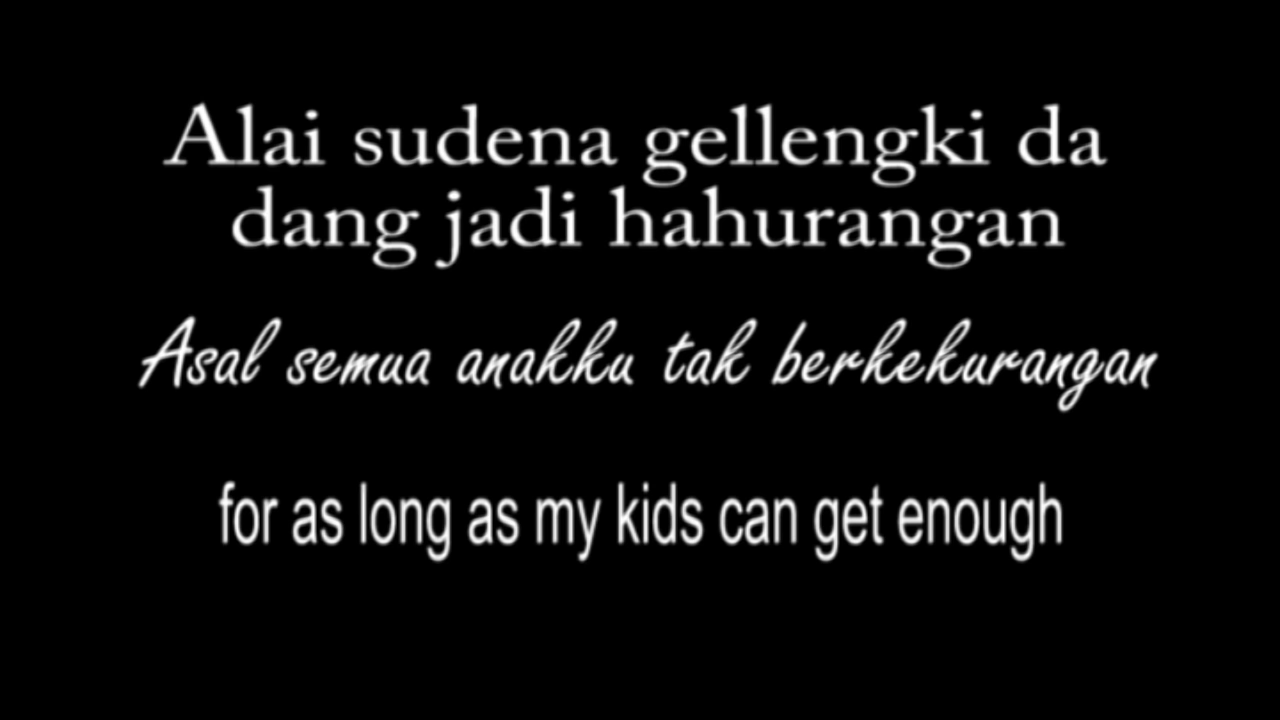 Alai sudena gellengki da
dang jadi hahurangan
Asal semua anakku tak berkekurangan
for as long as my kids can get enough